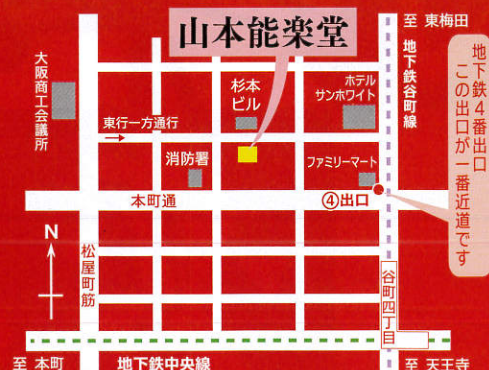 至 東梅田
山本能楽堂
地下鉄谷町線
地下鉄4番出口
この出口が一番近道です
大阪商工会議所
杉本
ビル
ホテル
サンホワイト
東行一方通行
消防署
ファミリーマート
本町通
④出口
N
松屋町筋
谷町四丁目
至 本町
地下鉄中央線
至 天王寺